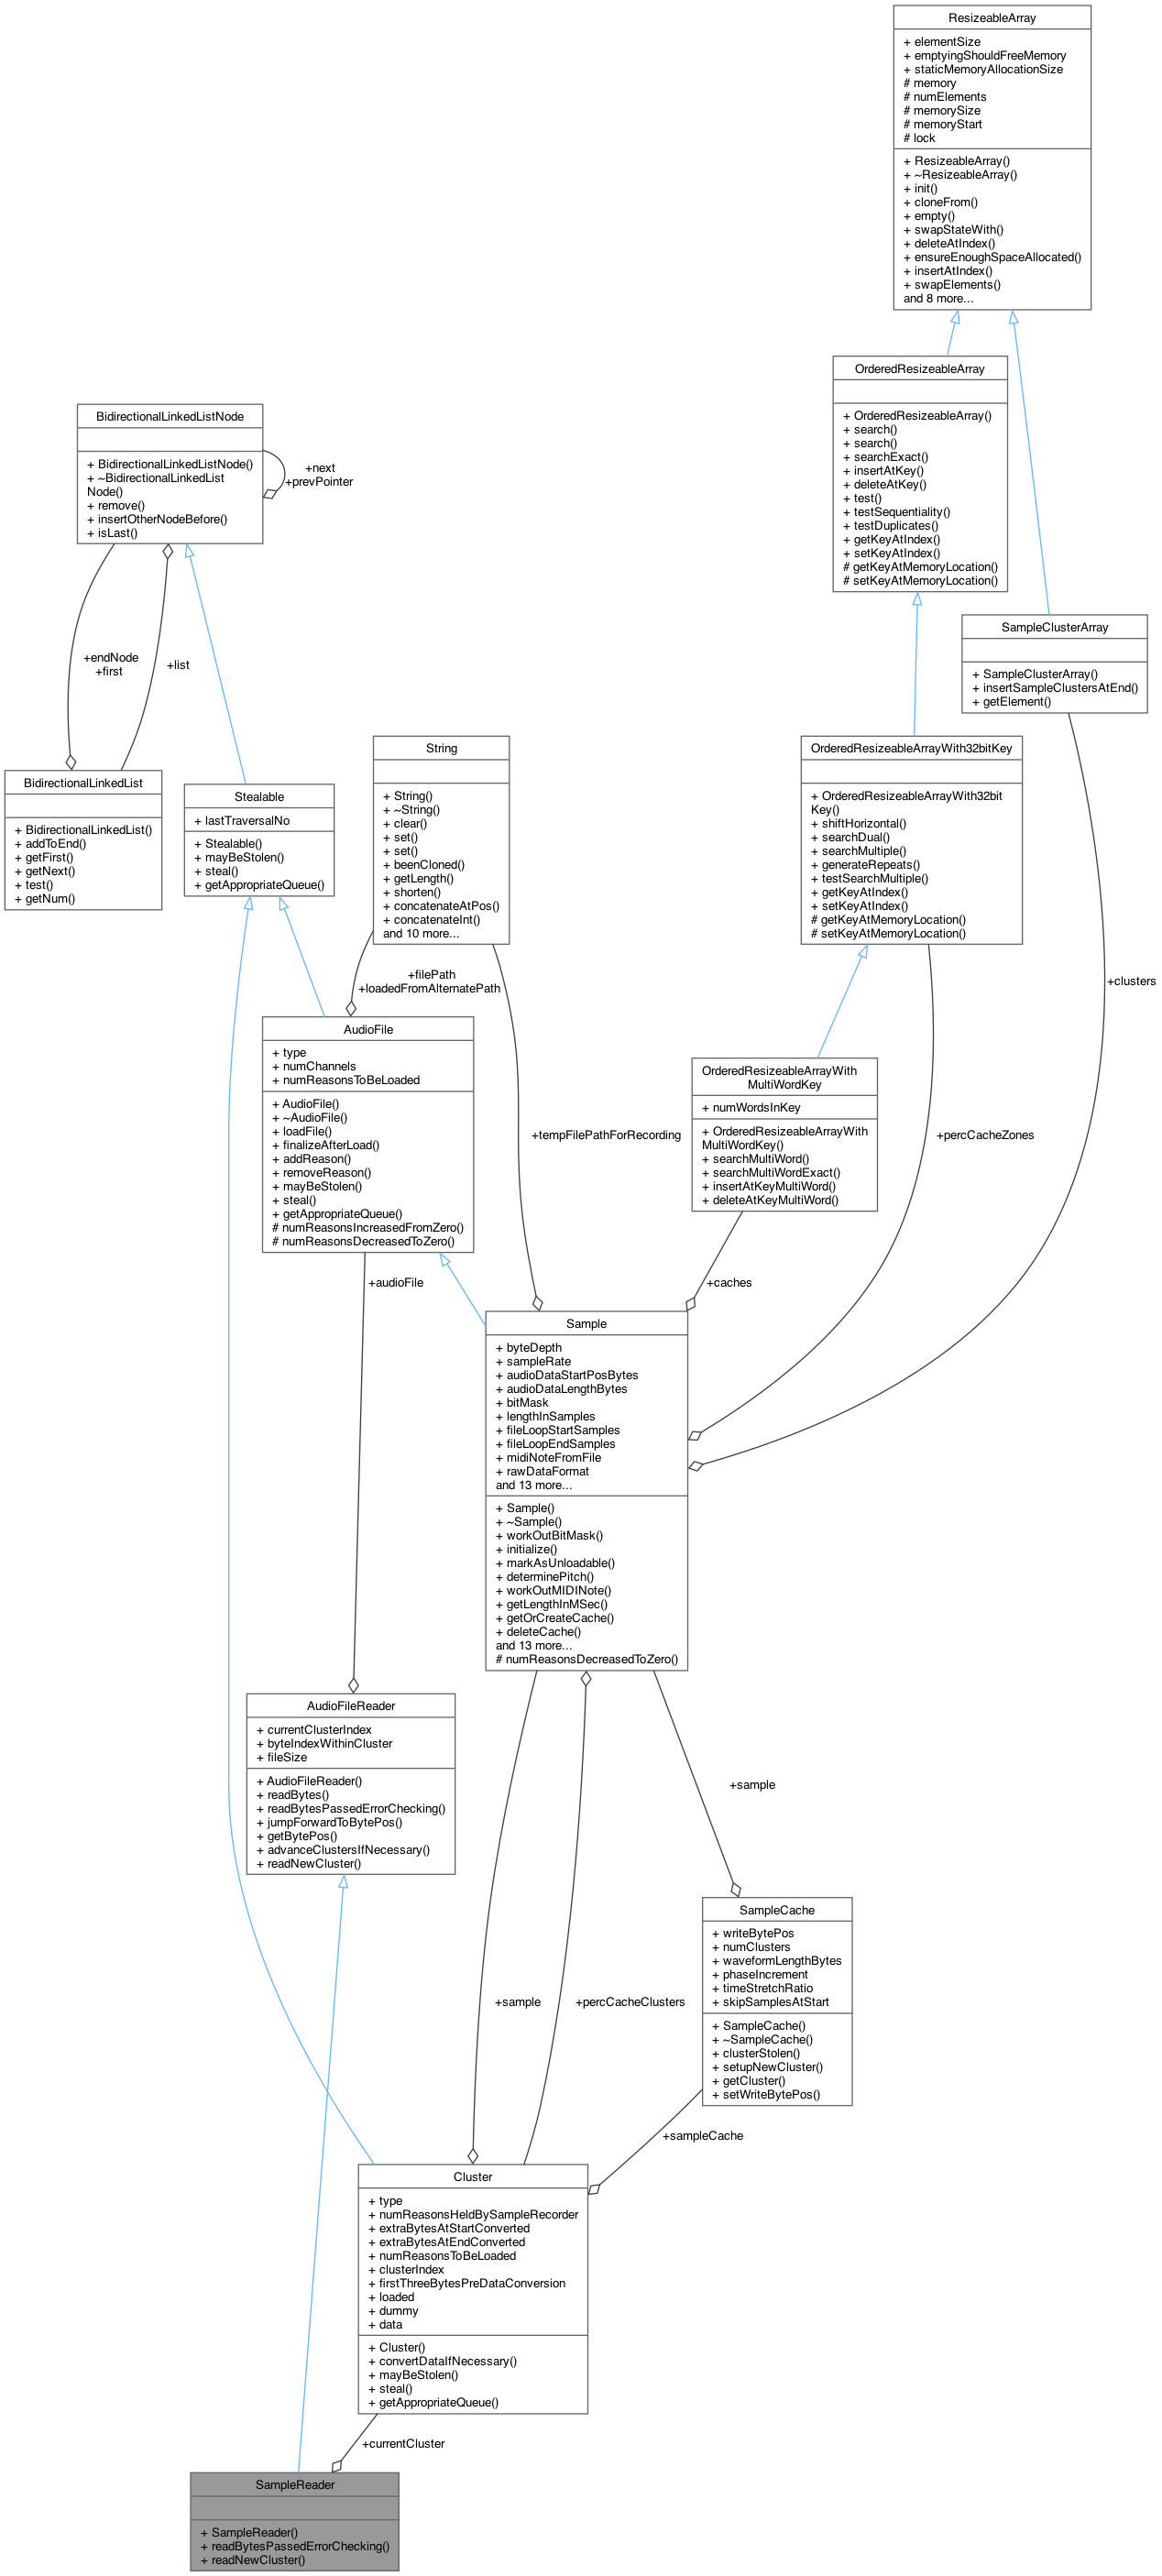 ResizeableArray
+ elementSize
+ emptyingShouldFreeMemory
+ staticMemoryAllocationSize
# memory
# numElements
# memorySize
# memoryStart
# lock
+ ResizeableArray()
+ ~ResizeableArray()
+ init()
+ cloneFrom()
+ empty()
+ swapStateWith()
+ deleteAtIndex()
+ ensureEnoughSpaceAllocated()
+ insertAtIndex()
+ swapElements()
and 8 more...
OrderedResizeableArray
+ OrderedResizeableArray()
+ search()
+ search()
+ searchExact()
+ insertAtKey()
+ deleteAtKey()
+ test()
+ testSequentiality()
+ testDuplicates()
+ getKeyAtIndex()
+ setKeyAtIndex()
# getKeyAtMemoryLocation()
# setKeyAtMemoryLocation()
BidirectionalLinkedListNode
+ BidirectionalLinkedListNode()
+ ~BidirectionalLinkedList
Node()
+ remove()
+ insertOtherNodeBefore()
+ isLast()
+next
+prevPointer
SampleClusterArray
+ SampleClusterArray()
+ insertSampleClustersAtEnd()
+ getElement()
+endNode
+first
+list
BidirectionalLinkedList
+ BidirectionalLinkedList()
+ addToEnd()
+ getFirst()
+ getNext()
+ test()
+ getNum()
Stealable
+ lastTraversalNo
+ Stealable()
+ mayBeStolen()
+ steal()
+ getAppropriateQueue()
String
+ String()
+ ~String()
+ clear()
+ set()
+ set()
+ beenCloned()
+ getLength()
+ shorten()
+ concatenateAtPos()
+ concatenateInt()
and 10 more...
OrderedResizeableArrayWith32bitKey
+ OrderedResizeableArrayWith32bit
Key()
+ shiftHorizontal()
+ searchDual()
+ searchMultiple()
+ generateRepeats()
+ testSearchMultiple()
+ getKeyAtIndex()
+ setKeyAtIndex()
# getKeyAtMemoryLocation()
# setKeyAtMemoryLocation()
+filePath
+loadedFromAlternatePath
+clusters
AudioFile
+ type
+ numChannels
+ numReasonsToBeLoaded
+ AudioFile()
+ ~AudioFile()
+ loadFile()
+ finalizeAfterLoad()
+ addReason()
+ removeReason()
+ mayBeStolen()
+ steal()
+ getAppropriateQueue()
# numReasonsIncreasedFromZero()
# numReasonsDecreasedToZero()
+tempFilePathForRecording
OrderedResizeableArrayWith
MultiWordKey
+ numWordsInKey
+ OrderedResizeableArrayWith
MultiWordKey()
+ searchMultiWord()
+ searchMultiWordExact()
+ insertAtKeyMultiWord()
+ deleteAtKeyMultiWord()
+percCacheZones
+audioFile
+caches
Sample
+ byteDepth
+ sampleRate
+ audioDataStartPosBytes
+ audioDataLengthBytes
+ bitMask
+ lengthInSamples
+ fileLoopStartSamples
+ fileLoopEndSamples
+ midiNoteFromFile
+ rawDataFormat
and 13 more...
+ Sample()
+ ~Sample()
+ workOutBitMask()
+ initialize()
+ markAsUnloadable()
+ determinePitch()
+ workOutMIDINote()
+ getLengthInMSec()
+ getOrCreateCache()
+ deleteCache()
and 13 more...
# numReasonsDecreasedToZero()
AudioFileReader
+ currentClusterIndex
+ byteIndexWithinCluster
+ fileSize
+ AudioFileReader()
+ readBytes()
+ readBytesPassedErrorChecking()
+ jumpForwardToBytePos()
+ getBytePos()
+ advanceClustersIfNecessary()
+ readNewCluster()
+sample
SampleCache
+ writeBytePos
+ numClusters
+ waveformLengthBytes
+ phaseIncrement
+ timeStretchRatio
+ skipSamplesAtStart
+ SampleCache()
+ ~SampleCache()
+ clusterStolen()
+ setupNewCluster()
+ getCluster()
+ setWriteBytePos()
+sample
+percCacheClusters
+sampleCache
Cluster
+ type
+ numReasonsHeldBySampleRecorder
+ extraBytesAtStartConverted
+ extraBytesAtEndConverted
+ numReasonsToBeLoaded
+ clusterIndex
+ firstThreeBytesPreDataConversion
+ loaded
+ dummy
+ data
+ Cluster()
+ convertDataIfNecessary()
+ mayBeStolen()
+ steal()
+ getAppropriateQueue()
+currentCluster
SampleReader
+ SampleReader()
+ readBytesPassedErrorChecking()
+ readNewCluster()